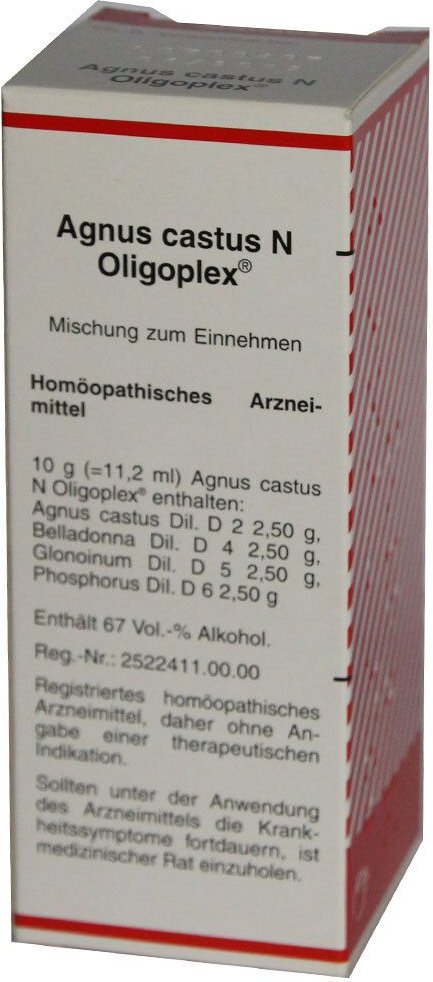 Agnus castus N
Oligoplex®
Agnus castus N
Oligoplex®
Mischung zum Einnehmen
Homöopathisches Arznei-
mittel
10 g (=11,2 ml) Agnus castus
N Oligoplex® enthalten:
Agnus castus Dil. D 2 2,50 g,
Belladonna Dil. D 4 2,50 g,
Glonoinum Dil. D 5 2,50 g,
Phosphorus Dil. D 6 2,50 g
Enthält 67 Vol.-% Alkohol.
Reg.-Nr.: 2522411.00.00
Registriertes homöopathisches
Arzneimittel, daher ohne An-
gabe einer therapeutischen
Indikation.
Sollten unter der Anwendung
des Arzneimittels die Krank-
heitssymptome fortdauern, ist
medizinischer Rat einzuholen.